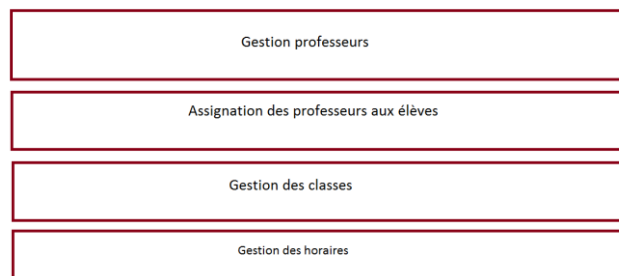 Gestion professeurs
Assignation des professeurs aux élèves
Gestion des classes
Gestion des horaires